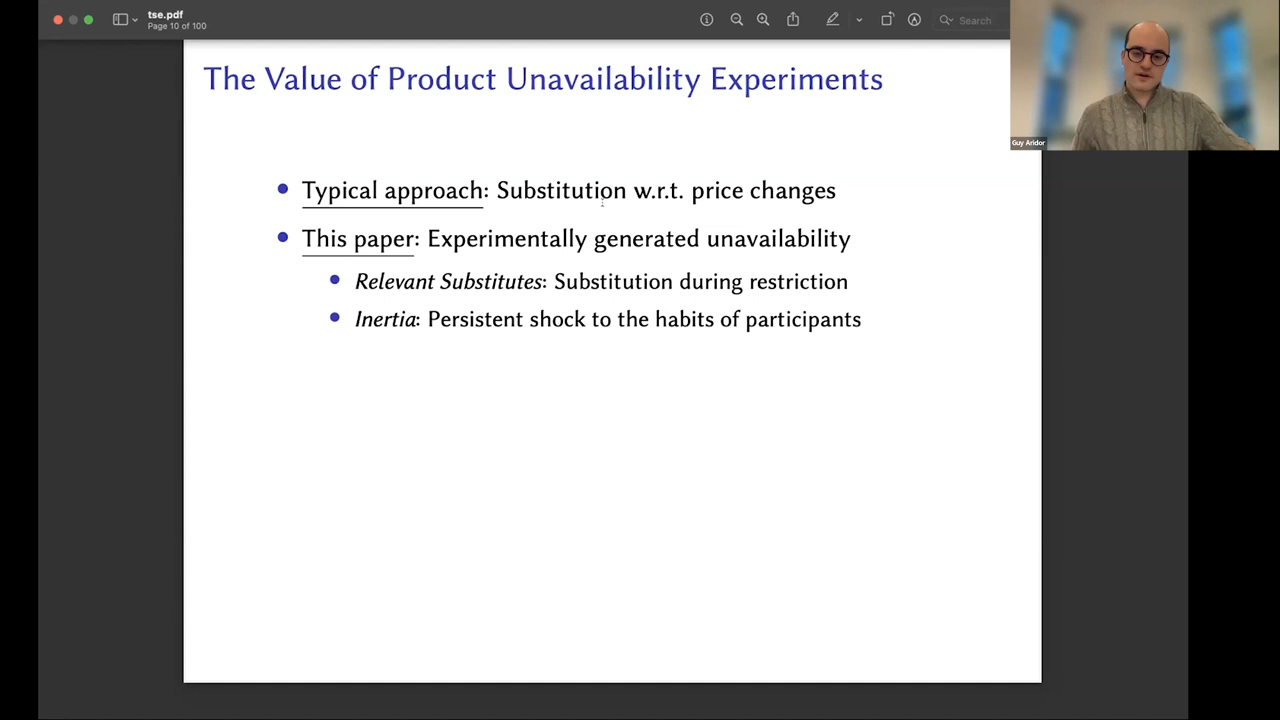 tse.pdf
Page 10 of 100
Search
The Value of Product Unavailability Experiments
Guy Aridor
Typical approach: Substitution w.r.t. price changes
This paper: Experimentally generated unavailability
Relevant Substitutes: Substitution during restriction
Inertia: Persistent shock to the habits of participants